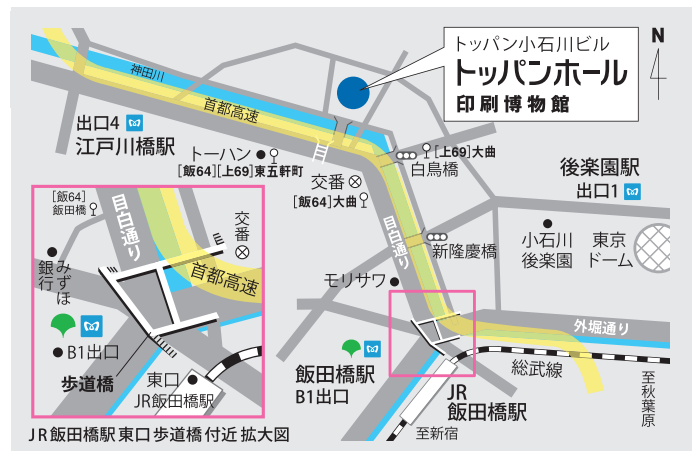 トッパン小石川ビル
トッパンホール
印刷博物館
N
神田川
首都高速
出口4
江戸川橋駅
トーハン
[飯64][上69]東五軒町
[上69]大曲
白鳥橋
交番
[飯64]大曲
後楽園駅
出口1
目白通り
新隆慶橋
小石川
後楽園
東京
ドーム
モリサワ
外堀通り
飯田橋駅
B1出口
総武線
JR
飯田橋駅
至新宿
至秋葉原
[飯64]
飯田橋
目白通り
交番
首都高速
みずほ
銀行
B1出口
歩道橋
東口
JR飯田橋駅
JR飯田橋駅東口歩道橋付近拡大図